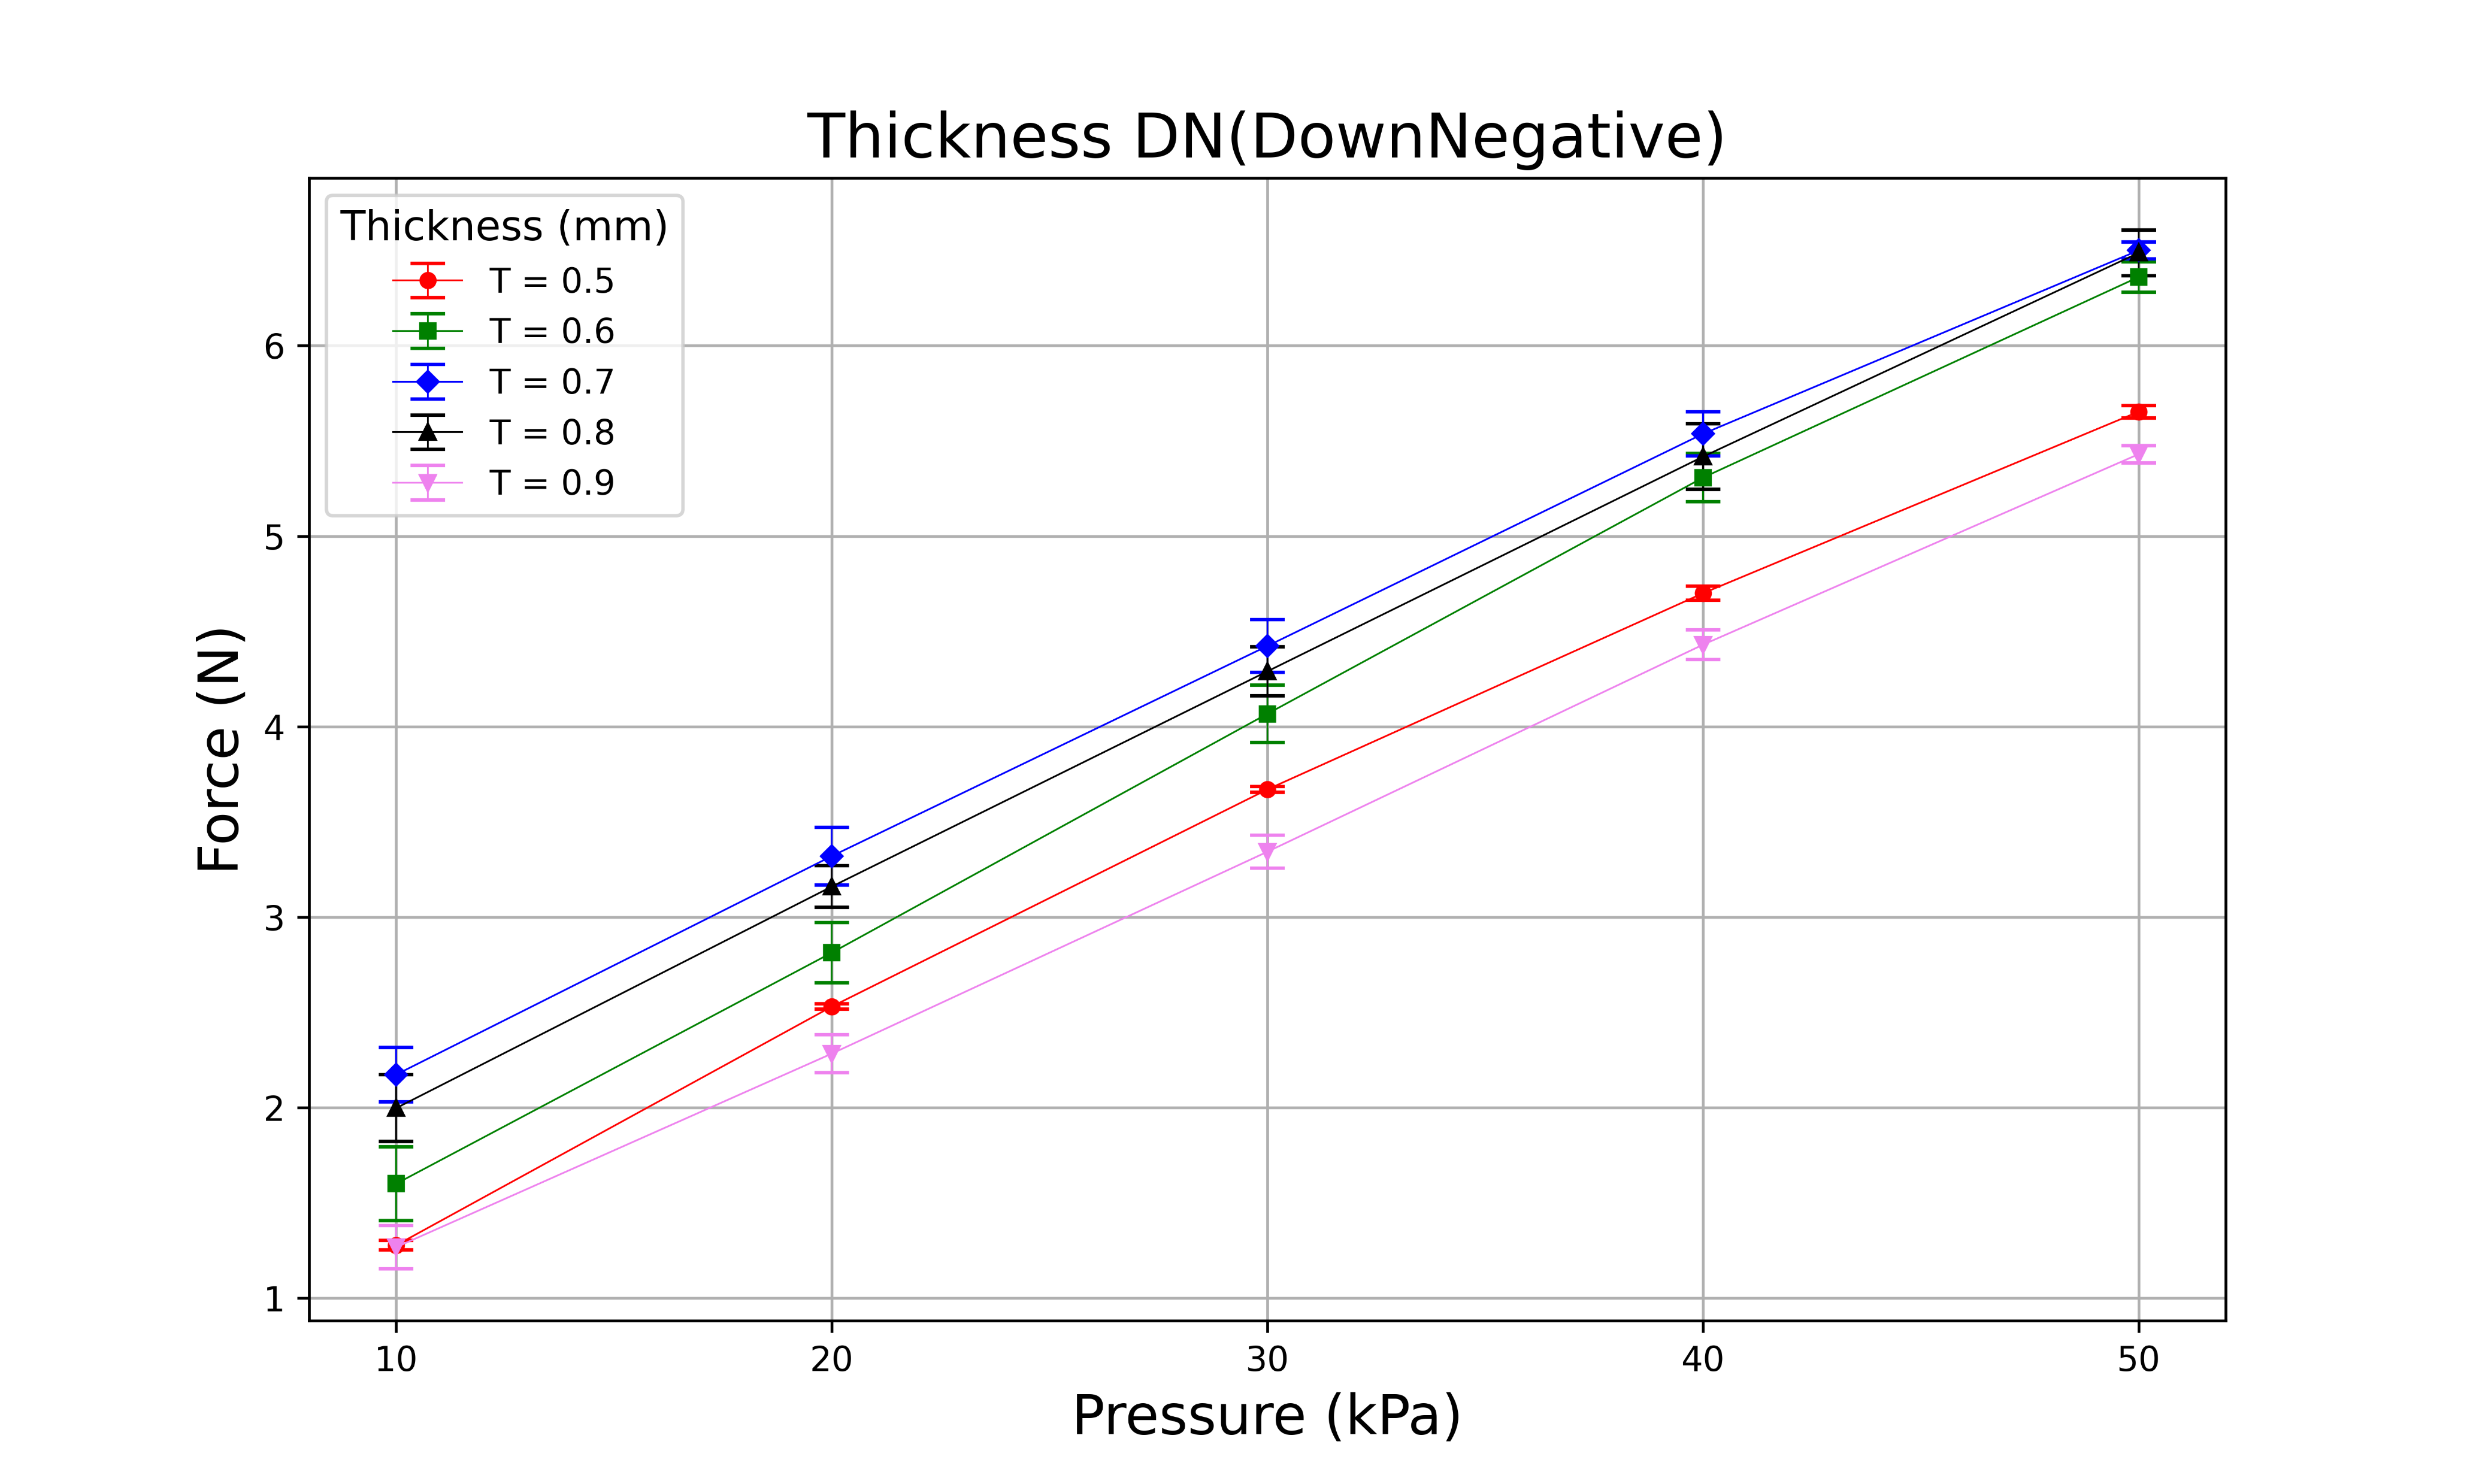 Thickness DN(DownNegative)
Thickness (mm)
T = 0.5
T = 0.6
T = 0.7
T = 0.8
T = 0.9
Force (N)
6
5
4
3
2
1
10 20 30 40 50
Pressure (kPa)